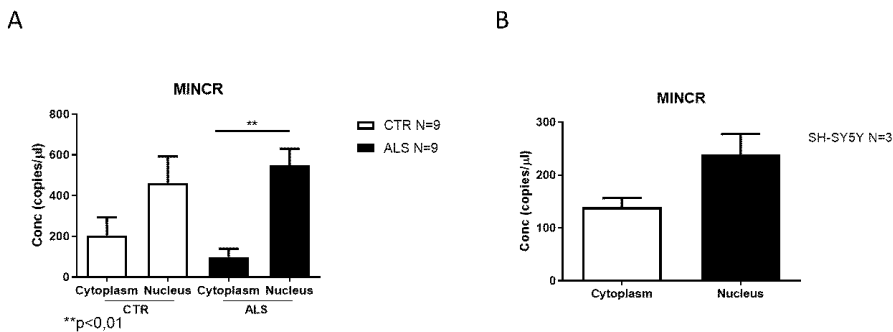 A
MINCR
Conc (copies/μl)
800
600
400
200
0
**
Cytoplasm Nucleus Cytoplasm Nucleus
CTR ALS
**p<0,01
CTR N=9
ALS N=9
B
MINCR
Conc (copies/μl)
300
200
100
0
Cytoplasm Nucleus
SH-SY5Y N=3